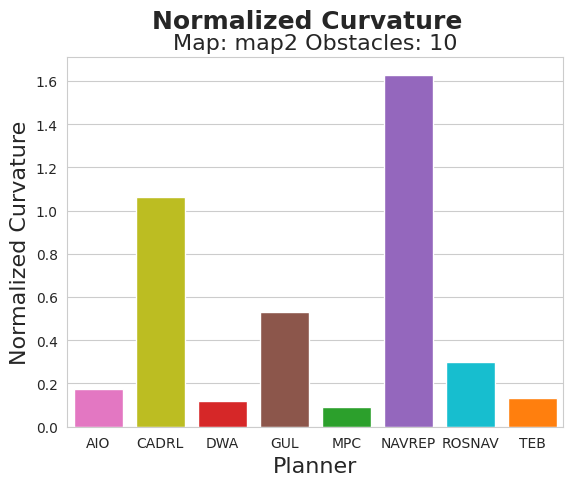 Normalized Curvature
Map: map2 Obstacles: 10
Normalized Curvature
1.6
1.4
1.2
1.0
0.8
0.6
0.4
0.2
0.0
AIO CADRL DWA GUL MPC NAVREP ROSNAV TEB
Planner